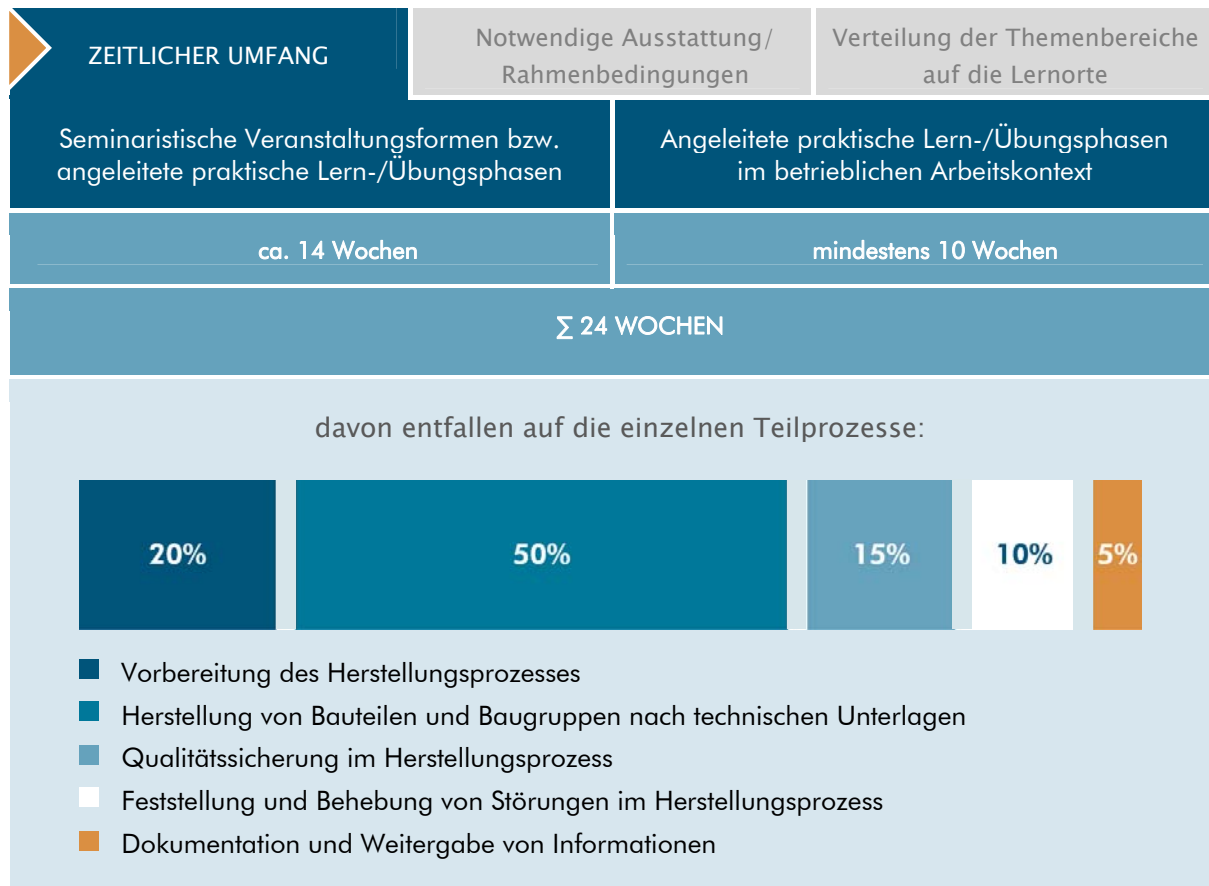 ZEITLICHER UMFANG
Notwendige Ausstattung/
Rahmenbedingungen
Verteilung der Themenbereiche
auf die Lernorte
Seminaristische Veranstaltungsformen bzw.
angeleitete praktische Lern-/Übungsphasen
Angeleitete praktische Lern-/Übungsphasen
im betrieblichen Arbeitskontext
ca. 14 Wochen
mindestens 10 Wochen
∑ 24 WOCHEN
davon entfallen auf die einzelnen Teilprozesse:
20%
50%
15%
10%
5%
Vorbereitung des Herstellungsprozesses
Herstellung von Bauteilen und Baugruppen nach technischen Unterlagen
Qualitätssicherung im Herstellungsprozess
Feststellung und Behebung von Störungen im Herstellungsprozess
Dokumentation und Weitergabe von Informationen